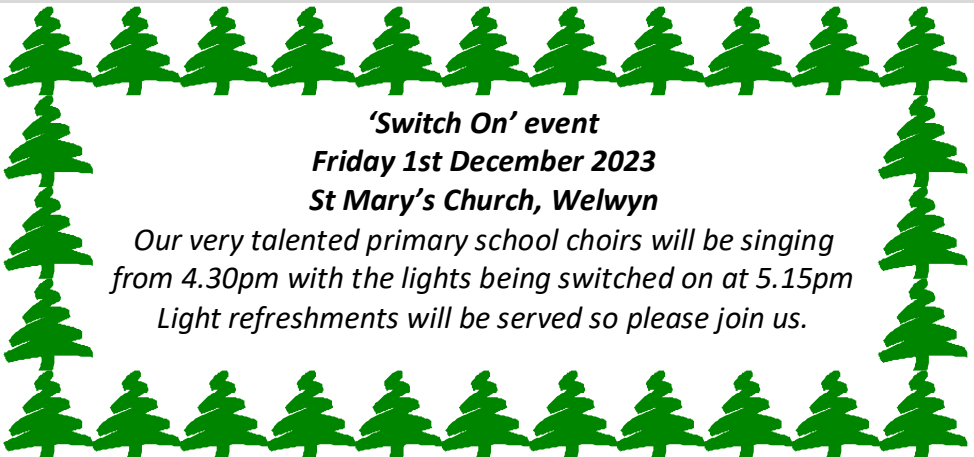 ‘Switch On’ event
Friday 1st December 2023
St Mary’s Church, Welwyn
Our very talented primary school choirs will be singing
from 4.30pm with the lights being switched on at 5.15pm
Light refreshments will be served so please join us.